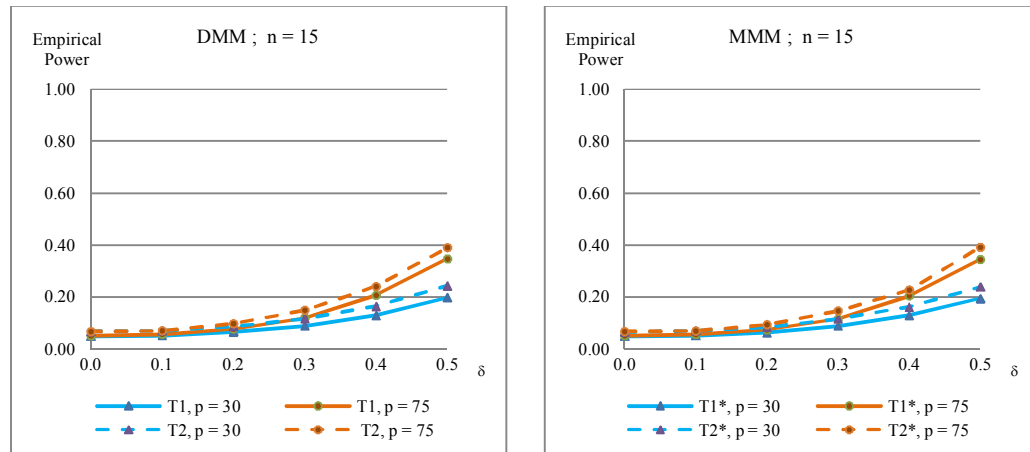 DMM ; n = 15
Empirical
Power
1.00
0.80
0.60
0.40
0.20
0.00
0.0 0.1 0.2 0.3 0.4 0.5 δ
T1, p = 30 T1, p = 75
T2, p = 30 T2, p = 75
MMM ; n = 15
Empirical
Power
1.00
0.80
0.60
0.40
0.20
0.00
0.0 0.1 0.2 0.3 0.4 0.5 δ
T1*, p = 30 T1*, p = 75
T2*, p = 30 T2*, p = 75